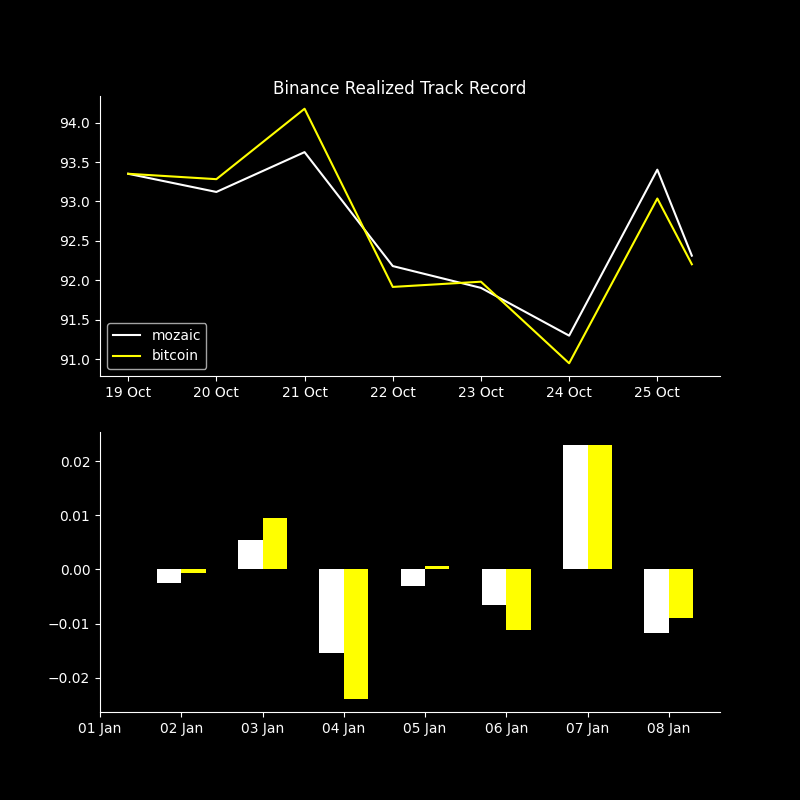 Binance Realized Track Record
94.0
93.5
93.0
92.5
92.0
91.5
91.0
mozaic
bitcoin
19 Oct 20 Oct 21 Oct 22 Oct 23 Oct 24 Oct 25 Oct
0.02
0.01
0.00
−0.01
−0.02
01 Jan 02 Jan 03 Jan 04 Jan 05 Jan 06 Jan 07 Jan 08 Jan